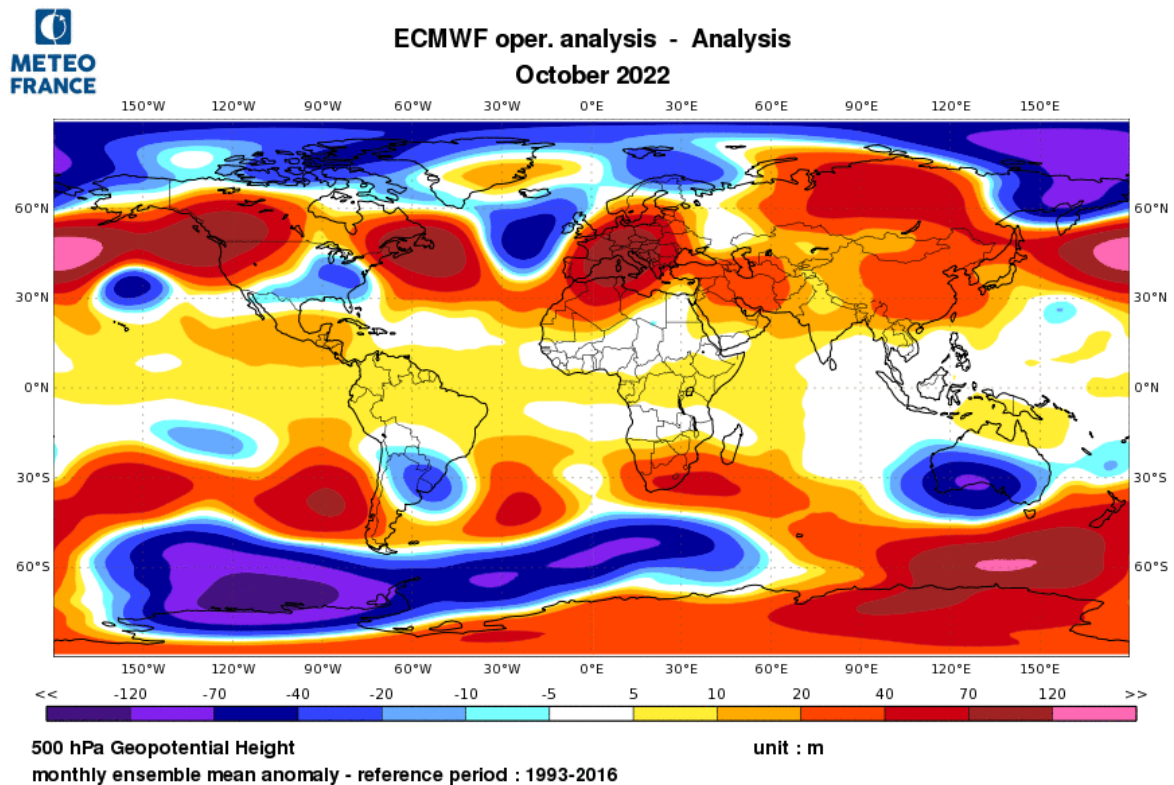 METEO
FRANCE
ECMWF oper. analysis - Analysis
October 2022
150°W 120°W 90°W 60°W 30°W 0°E 30°E 60°E 90°E 120°E 150°E
60°N 60°N
30°N 30°N
0°N 0°N
30°S 30°S
60°S 60°S
150°W 120°W 90°W 60°W 30°W 0°E 30°E 60°E 90°E 120°E 150°E
<< -120 -70 -40 -20 -10 -5 5 10 20 40 70 120 >>
500 hPa Geopotential Height unit : m
monthly ensemble mean anomaly - reference period : 1993-2016